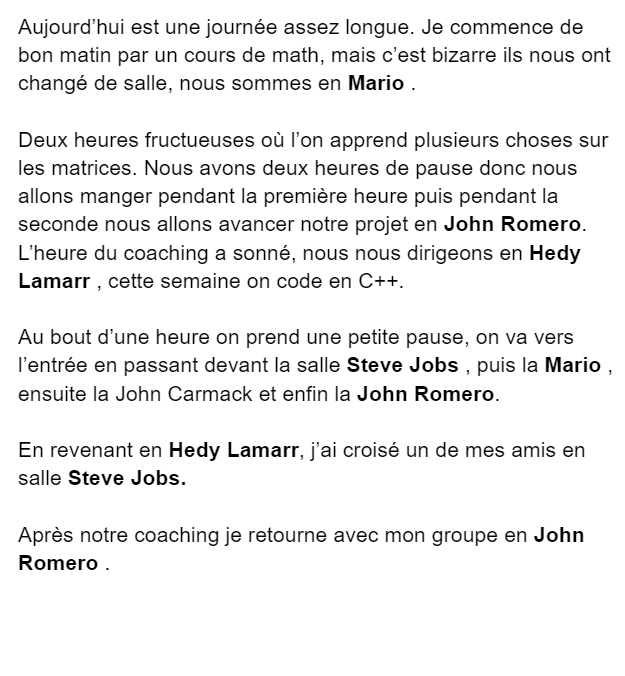 Aujourd’hui est une journée assez longue. Je commence de
bon matin par un cours de math, mais c’est bizarre ils nous ont
changé de salle, nous sommes en Mario .
Deux heures fructueuses où l’on apprend plusieurs choses sur
les matrices. Nous avons deux heures de pause donc nous
allons manger pendant la première heure puis pendant la
seconde nous allons avancer notre projet en John Romero.
L’heure du coaching a sonné, nous nous dirigeons en Hedy
Lamarr , cette semaine on code en C++.
Au bout d’une heure on prend une petite pause, on va vers
l’entrée en passant devant la salle Steve Jobs , puis la Mario ,
ensuite la John Carmack et enfin la John Romero.
En revenant en Hedy Lamarr, j’ai croisé un de mes amis en
salle Steve Jobs.
Après notre coaching je retourne avec mon groupe en John
Romero .